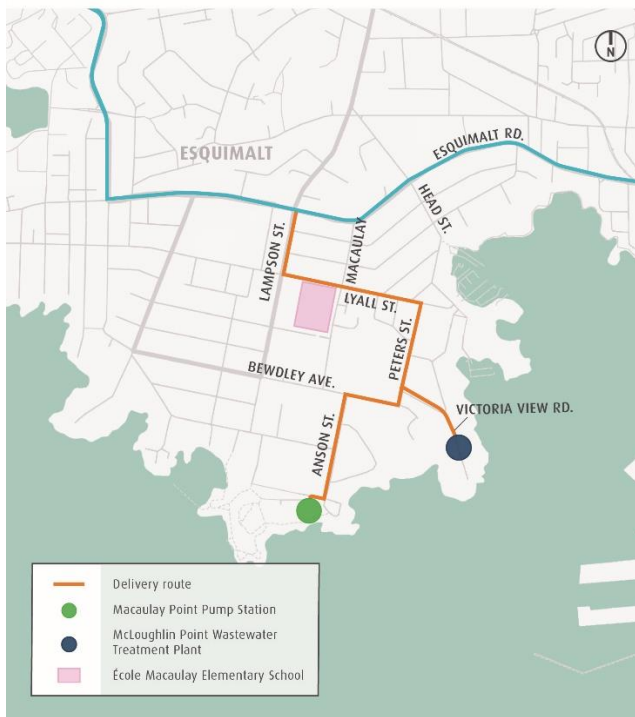 N
ESQUIMALT RD.
ESQUIMALT
HEAD ST.
LAMPSON ST.
MACAULAY
LYALL ST.
PETERS ST.
BEWDLEY AVE.
VICTORIA VIEW RD.
ANSON ST.
Delivery route
Macaulay Point Pump Station
McLoughlin Point Wastewater
Treatment Plant
École Macaulay Elementary School